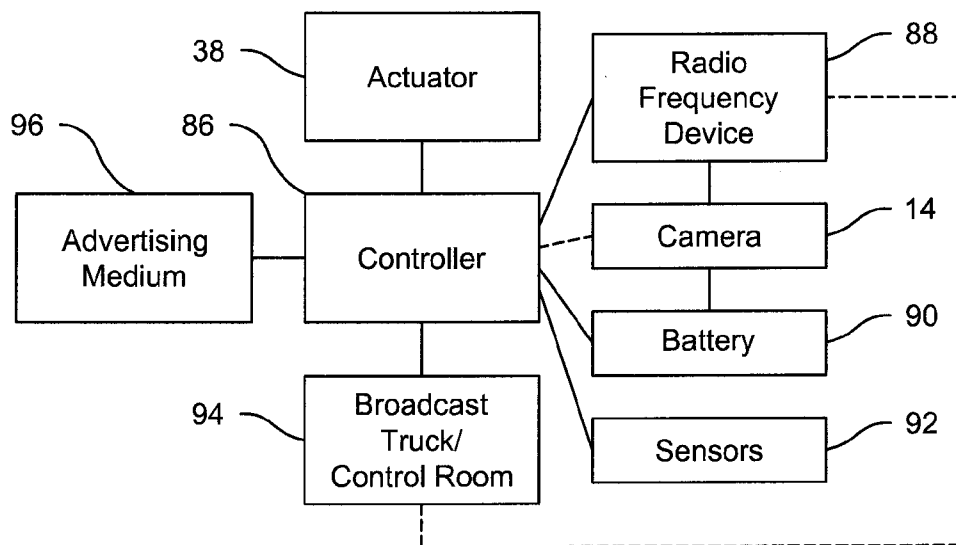 38
Actuator
88
Radio
Frequency
Device
96
86
Advertising
Medium
Controller
14
Camera
90
Battery
94
Broadcast
Truck/
Control Room
92
Sensors